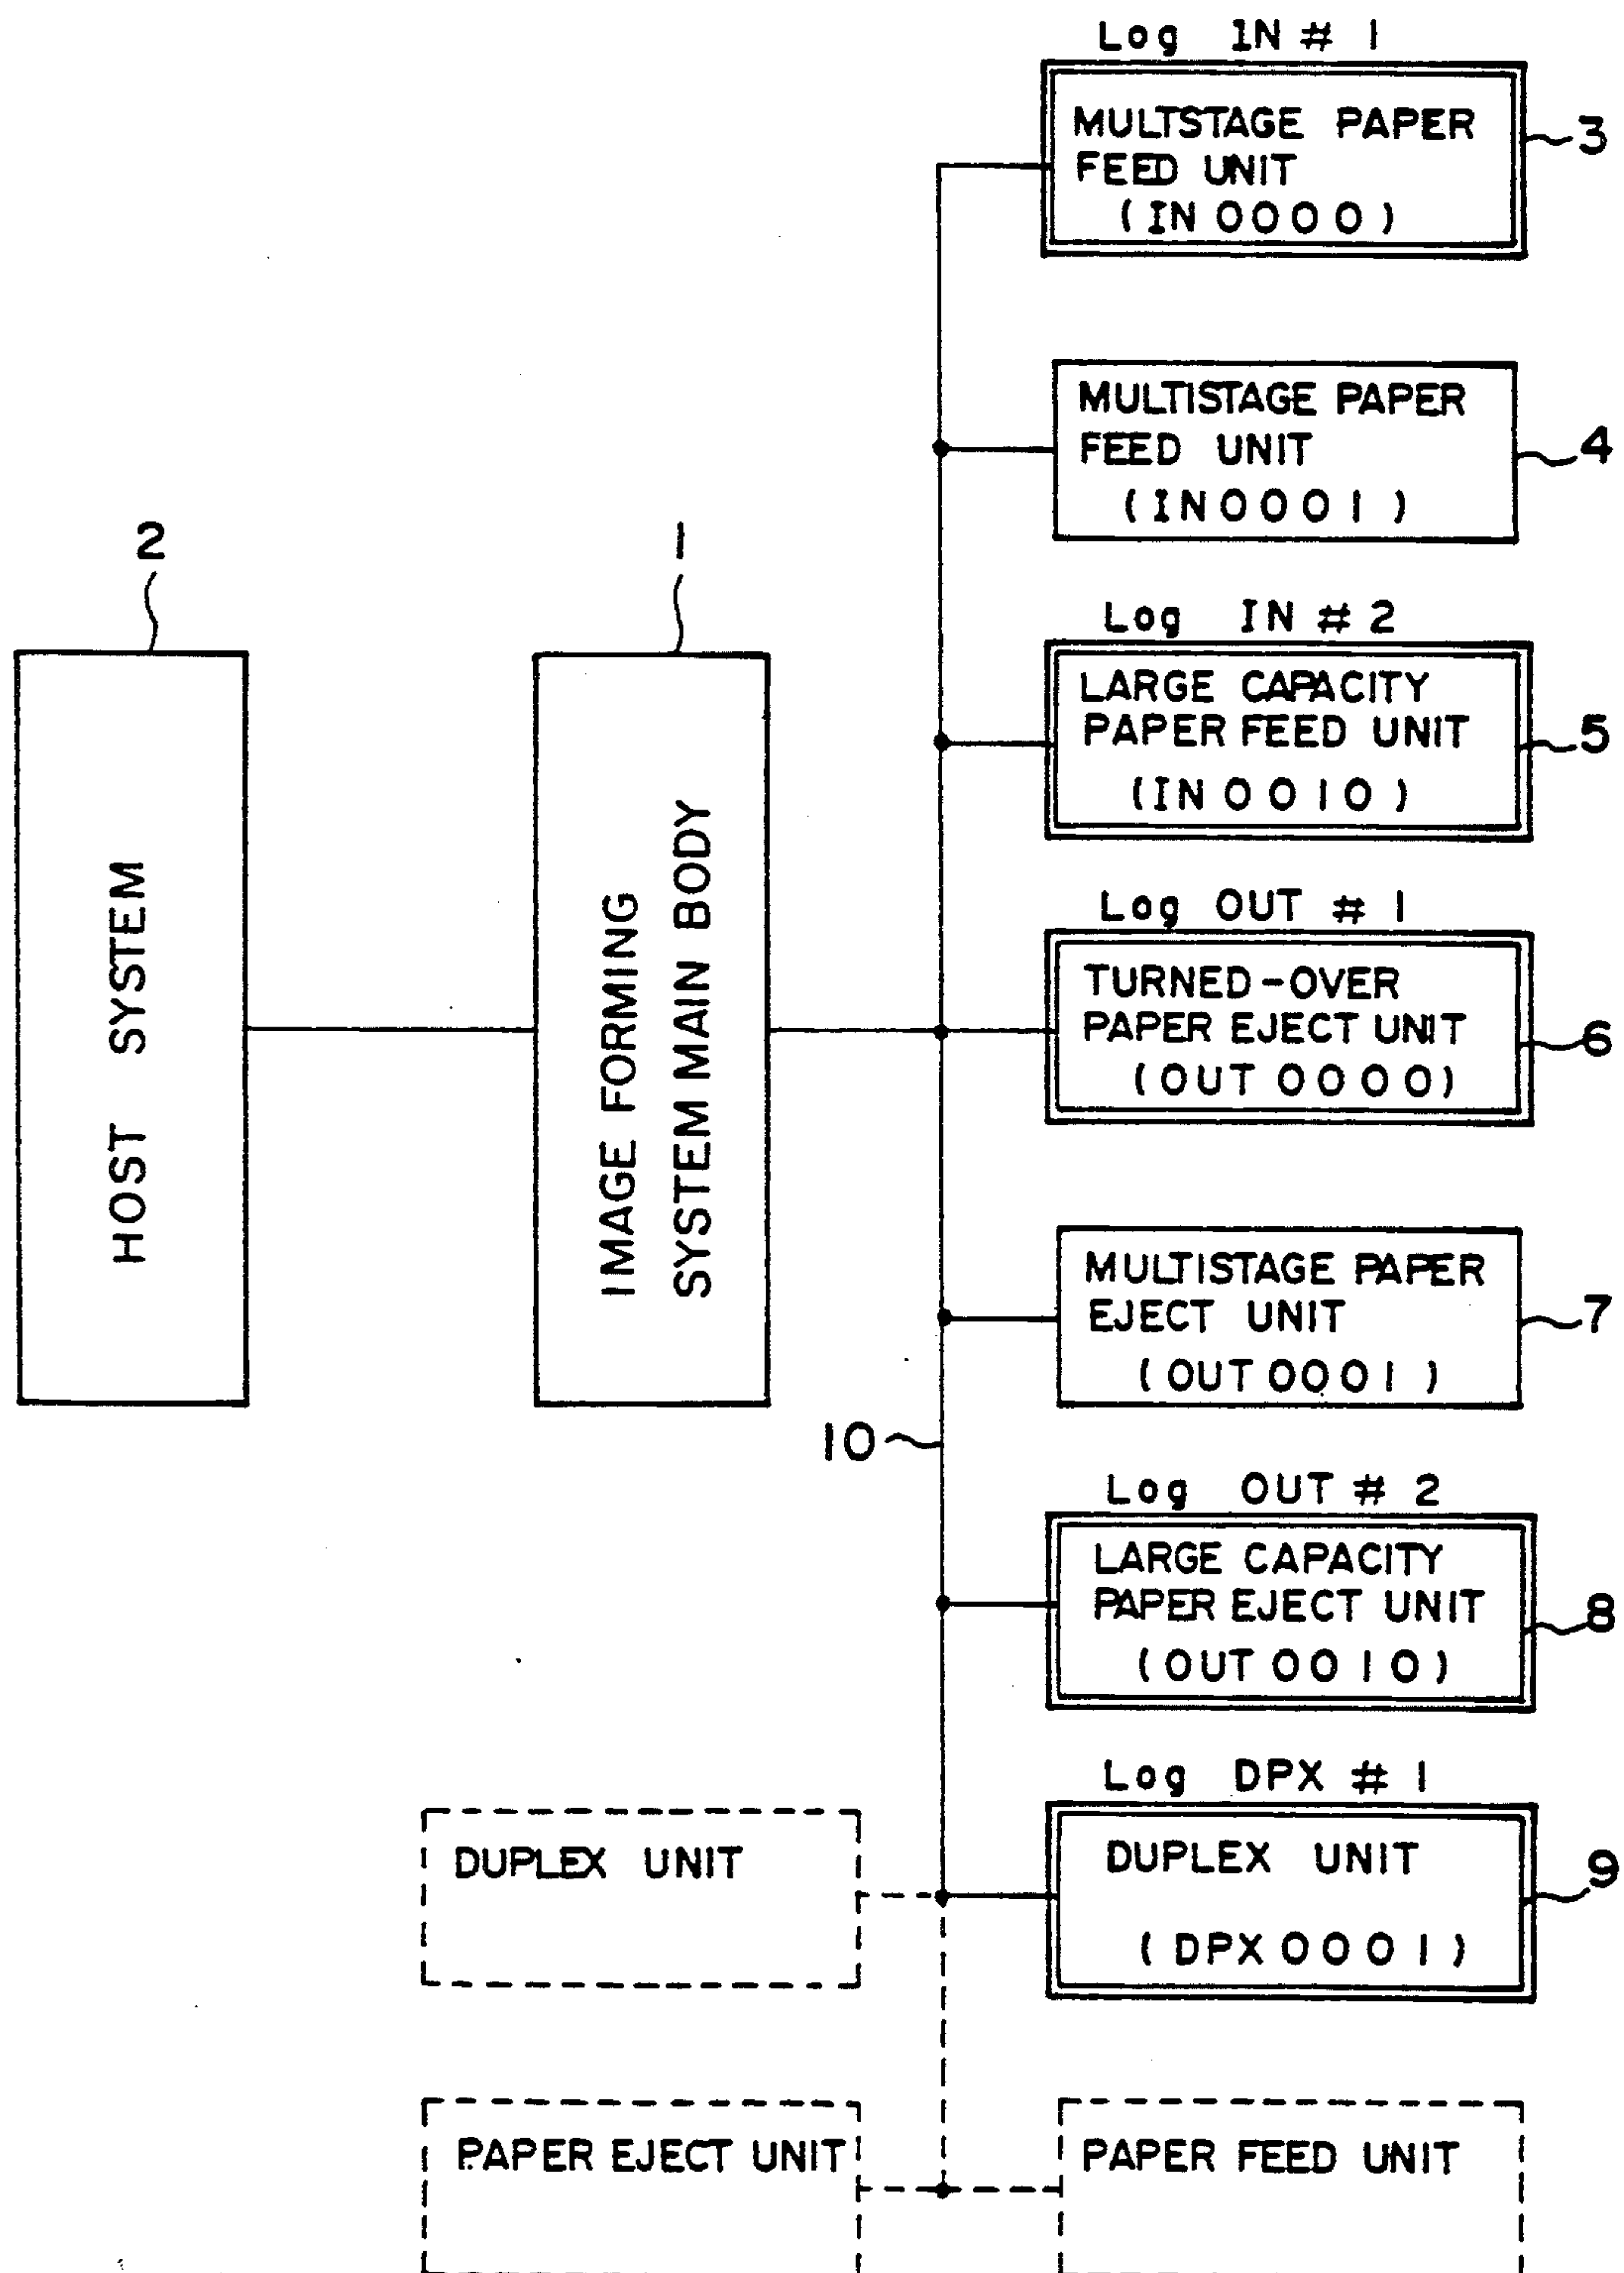 Log IN # 1
MULTSTAGE PAPER
FEED UNIT
(IN 0000)
3
MULTISTAGE PAPER
FEED UNIT
(IN0001)
4
2
1
Log IN # 2
LARGE CAPACITY
PAPER FEED UNIT
(IN 0010)
5
HOST SYSTEM
IMAGE FORMING
SYSTEM MAIN BODY
Log OUT # 1
TURNED-OVER
PAPER EJECT UNIT
(OUT 0000)
6
MULTISTAGE PAPER
EJECT UNIT
(OUT 0001)
7
10
Log OUT # 2
LARGE CAPACITY
PAPER EJECT UNIT
(OUT 0010)
8
Log DPX # 1
DUPLEX UNIT
(DPX 0001)
9
DUPLEX UNIT
PAPER EJECT UNIT
PAPER FEED UNIT